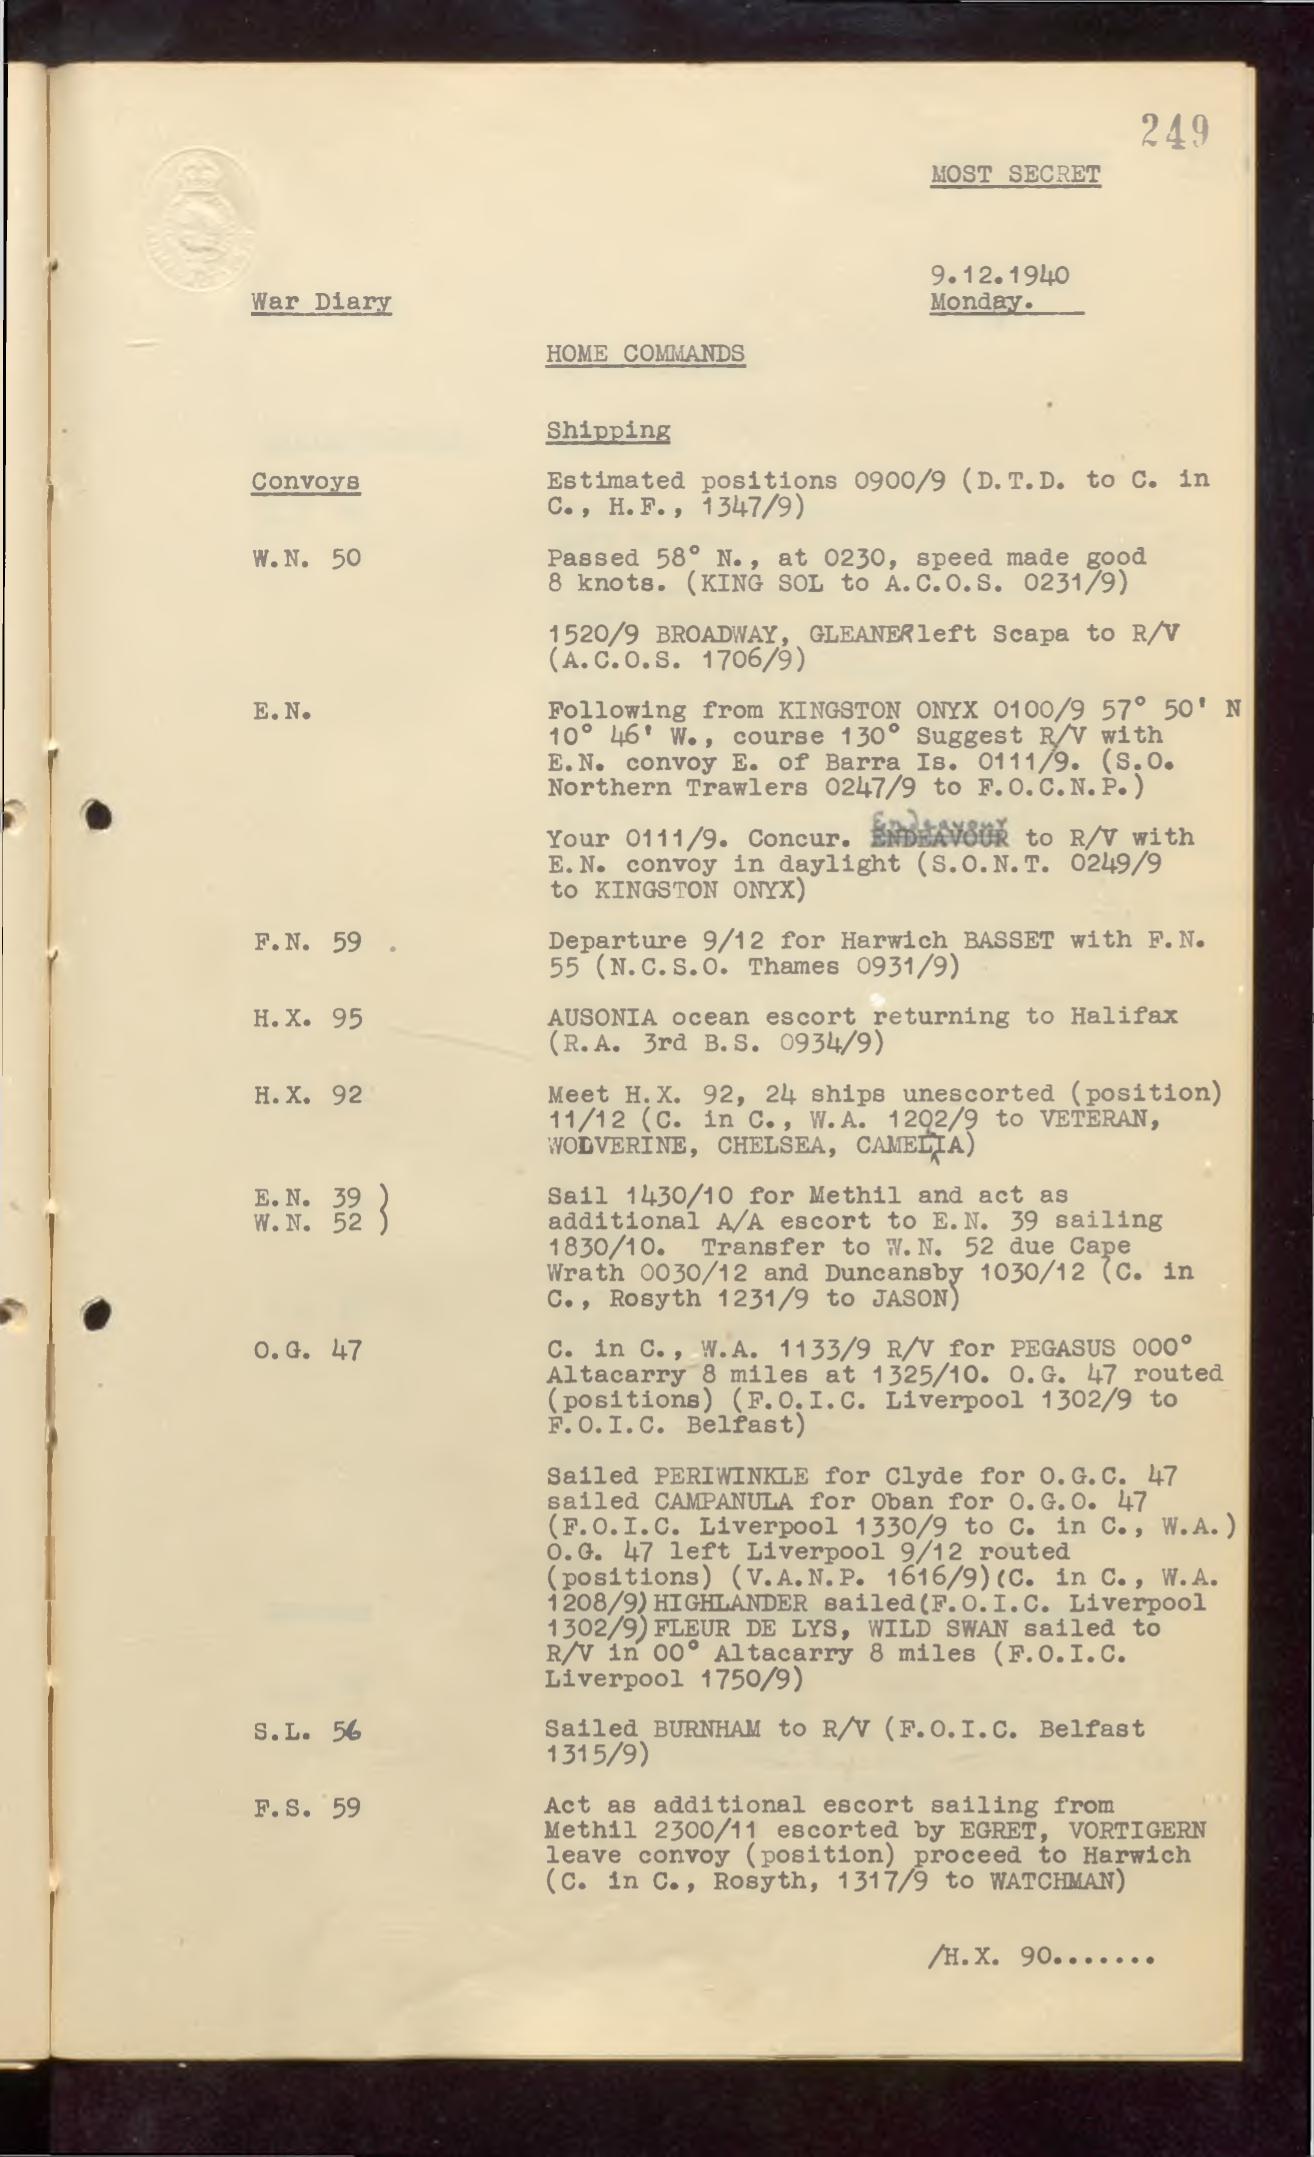 249
MOST SECRET
9.12.1940
War Diary Monday.
HOME COMMANDS
Shipping
Convoys Estimated positions 0900/9 (D.T.D. to C. in
C., H.F., 1347/9)
W.N. 50 Passed 58° N., at 0230, speed made good
8 knots. (KING SOL to A.C.O.S. 0231/9)
1520/9 BROADWAY, GLEANER left Scapa to R/V
(A.C.O.S. 1706/9)
E.N. Following from KINGSTON ONYX 0100/9 57° 50' N
10° 46' W., course 130° Suggest R/V with
E.N. convoy E. of Barra Is. 0111/9. (S.O.
Northern Trawlers 0247/9 to F.O.C.N.P.)
Endeavour
Your 0111/9. Concur. ENDEAVOUR to R/V with
E.N. convoy in daylight (S.O.N.T. 0249/9
to KINGSTON ONYX)
F.N. 59 Departure 9/12 for Harwich BASSET with F.N.
55 (N.C.S.O. Thames 0931/9)
H.X. 95 AUSONIA ocean escort returning to Halifax
(R.A. 3rd B.S. 0934/9)
H.X. 92 Meet H.X. 92, 24 ships unescorted (position)
11/12 (C. in C., W.A. 1202/9 to VETERAN,
WOLVERINE, CHELSEA, CAMELIA)
E.N. 39 ) Sail 1430/10 for Methil and act as
W.N. 52 ) additional A/A escort to E.N. 39 sailing
1830/10. Transfer to W.N. 52 due Cape
Wrath 0030/12 and Duncansby 1030/12 (C. in
C., Rosyth 1231/9 to JASON)
O.G. 47 C. in C., W.A. 1133/9 R/V for PEGASUS 000°
Altacarry 8 miles at 1325/10. O.G. 47 routed
(positions) (F.O.I.C. Liverpool 1302/9 to
F.O.I.C. Belfast)
Sailed PERIWINKLE for Clyde for O.G.C. 47
sailed CAMPANULA for Oban for O.G.O. 47
(F.O.I.C. Liverpool 1330/9 to C. in C., W.A.)
O.G. 47 left Liverpool 9/12 routed
(positions) (V.A.N.P. 1616/9)(C. in C., W.A.
1208/9)HIGHLANDER sailed(F.O.I.C. Liverpool
1302/9)FLEUR DE LYS, WILD SWAN sailed to
R/V in 00° Altacarry 8 miles (F.O.I.C.
Liverpool 1750/9)
S.L. 56 Sailed BURNHAM to R/V (F.O.I.C. Belfast
1315/9)
F.S. 59 Act as additional escort sailing from
Methil 2300/11 escorted by EGRET, VORTIGERN
leave convoy (position) proceed to Harwich
(C. in C., Rosyth, 1317/9 to WATCHMAN)
/H.X. 90.......